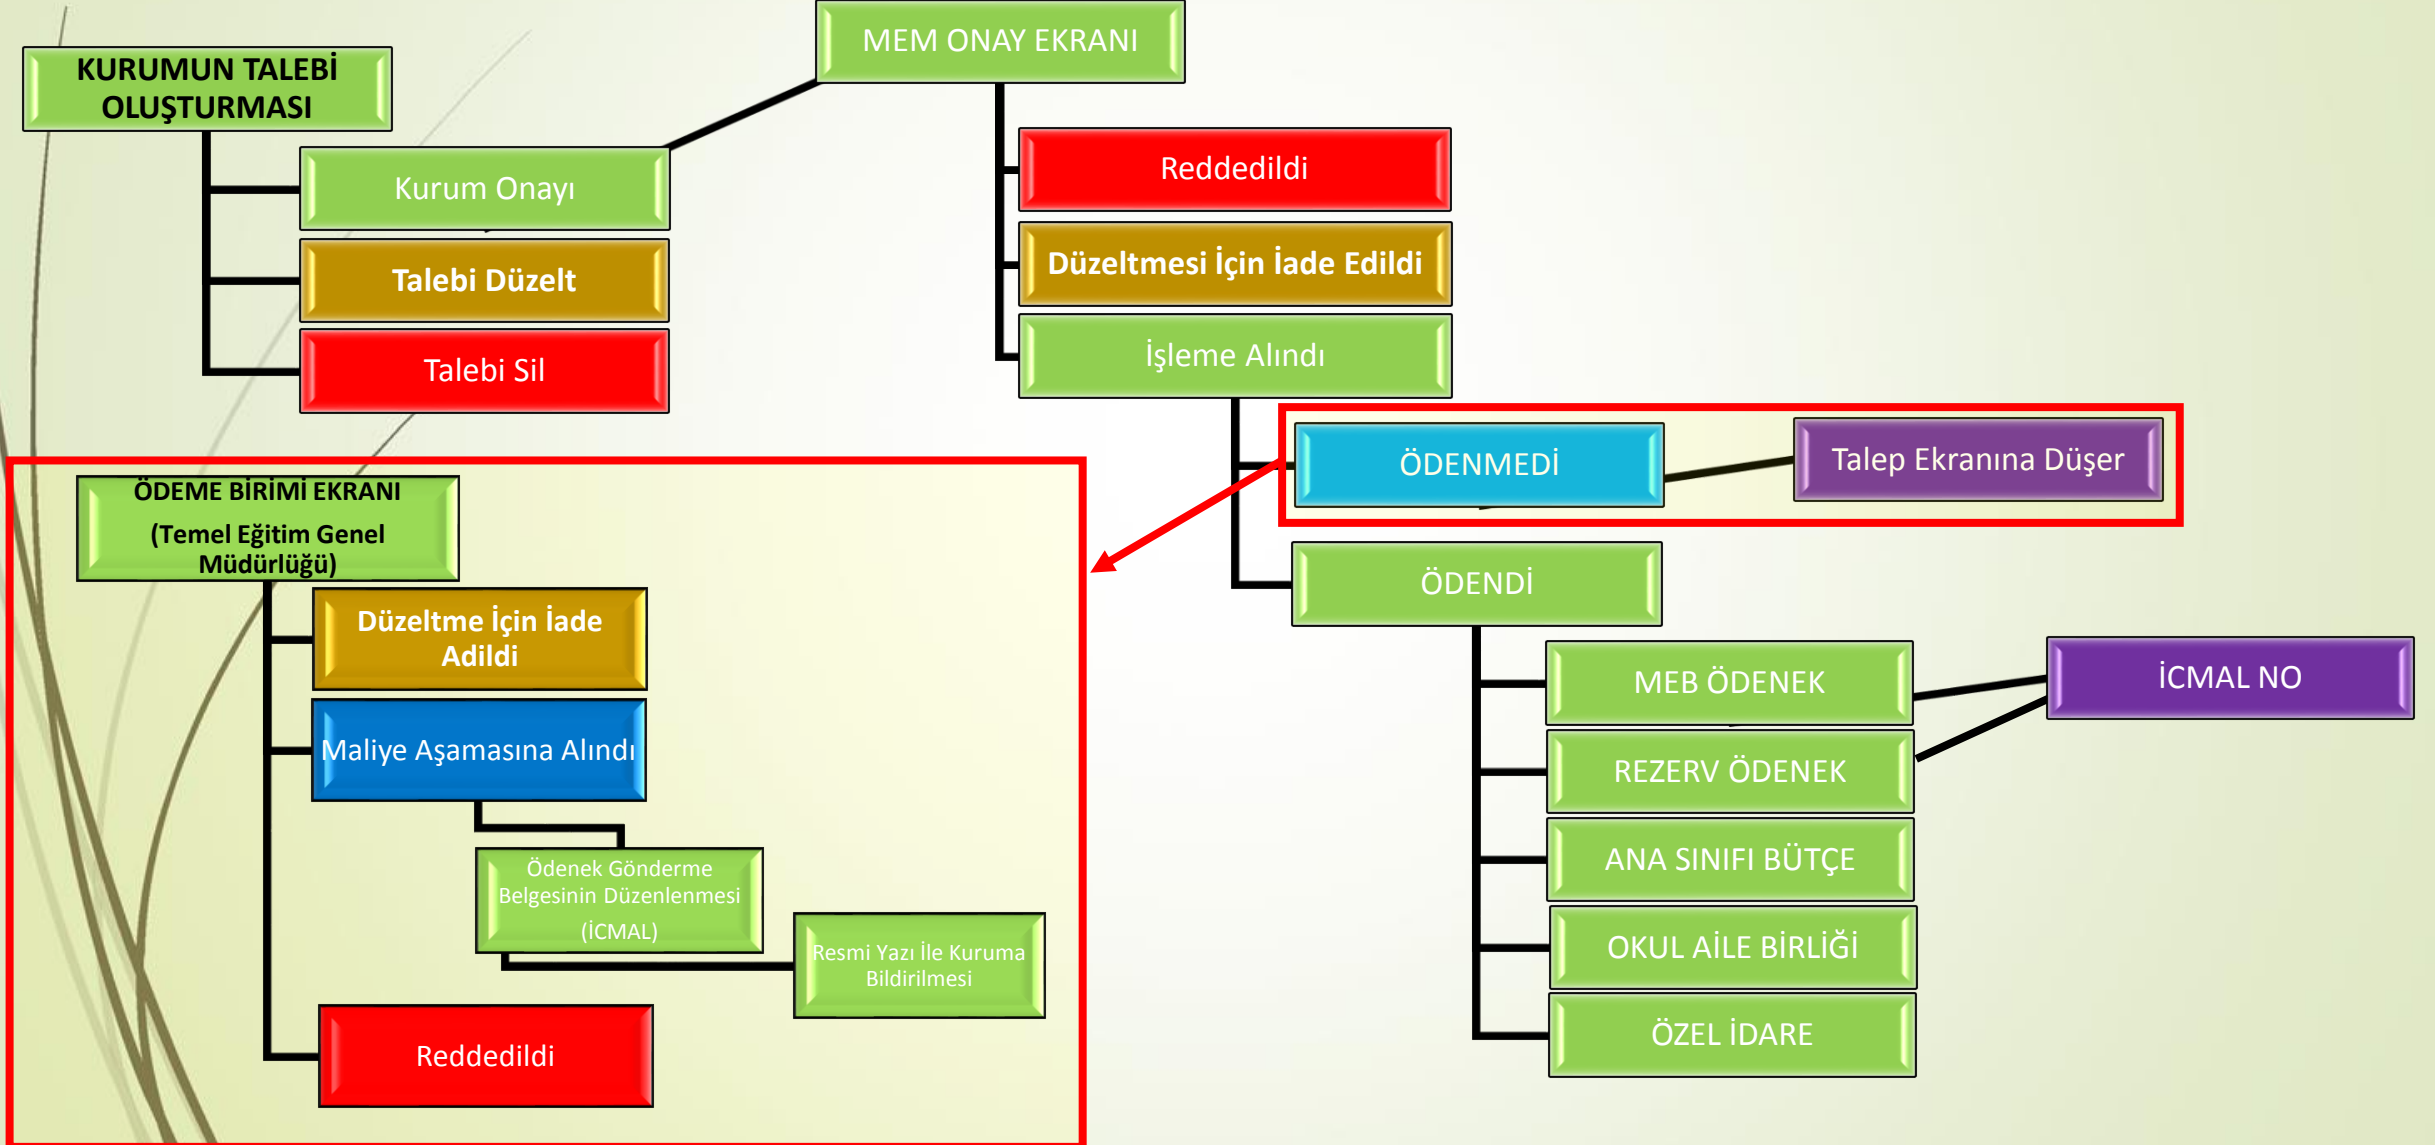 KURUMUN TALEBİ
OLUŞTURMASI
Kurum Onayı
Talebi Düzelt
Talebi Sil
MEM ONAY EKRANI
Reddedildi
Düzeltmesi İçin İade Edildi
İşleme Alındı
ÖDENMEDİ
Talep Ekranına Düşer
ÖDENDİ
MEB ÖDENEK
REZERV ÖDENEK
ANA SINIFI BÜTÇE
OKUL AİLE BİRLİĞİ
ÖZEL İDARE
İCMAL NO
ÖDEME BİRİMİ EKRANI
(Temel Eğitim Genel
Müdürlüğü)
Düzeltme İçin İade
Adildi
Maliye Aşamasına Alındı
Ödenek Gönderme
Belgesinin Düzenlenmesi
(İCMAL)
Resmi Yazı İle Kuruma
Bildirilmesi
Reddedildi